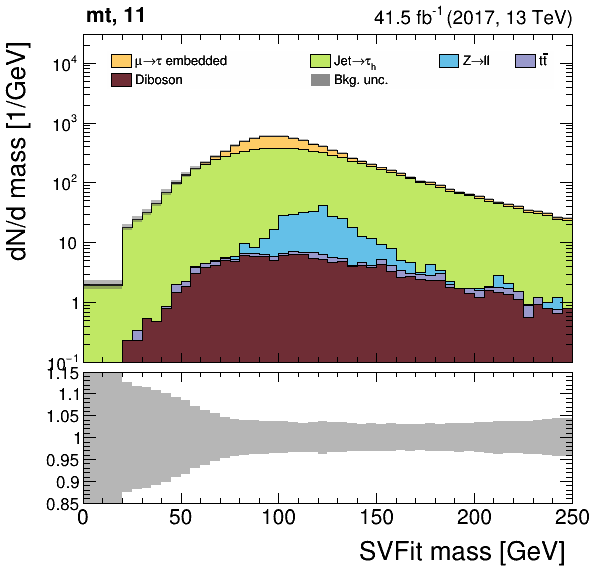 mt, 11
41.5 fb⁻¹ (2017, 13 TeV)
dN/d mass [1/GeV]
μ→τ embedded
Jet→τₕ
Z→ll
tt̄
Diboson
Bkg. unc.
10⁴
10³
10²
10
1
10⁻¹
1.15
1.1
1.05
1
0.95
0.9
0.85
0
50
100
150
200
250
SVFit mass [GeV]